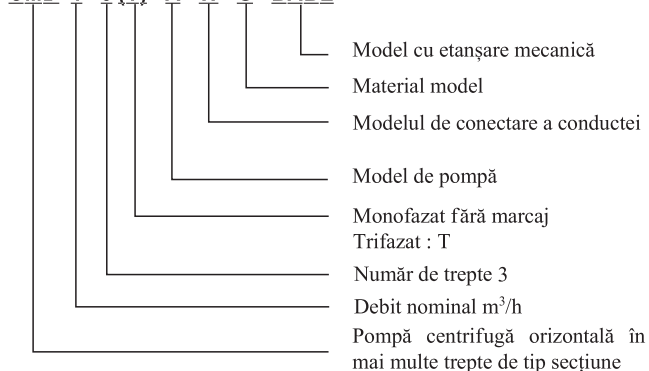 Model cu etanșare mecanică
Material model
Modelul de conectare a conductei
Model de pompă
Monofazat fără marcaj
Trifazat : T
Număr de trepte 3
Debit nominal m³/h
Pompă centrifugă orizontală în
mai multe trepte de tip secțiune